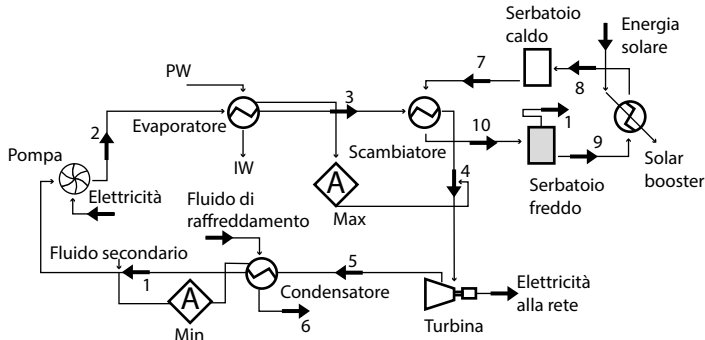 Serbatoio
caldo
Energia
solare
PW
7
8
2
Evaporatore
3
10
1
9
Pompa
IW
Scambiatore
Solar
booster
Elettricità
A
4
Serbatoio
freddo
Max
Fluido di
raffreddamento
Fluido secondario
5
1
A
Condensatore
Elettricità
alla rete
6
Min
Turbina